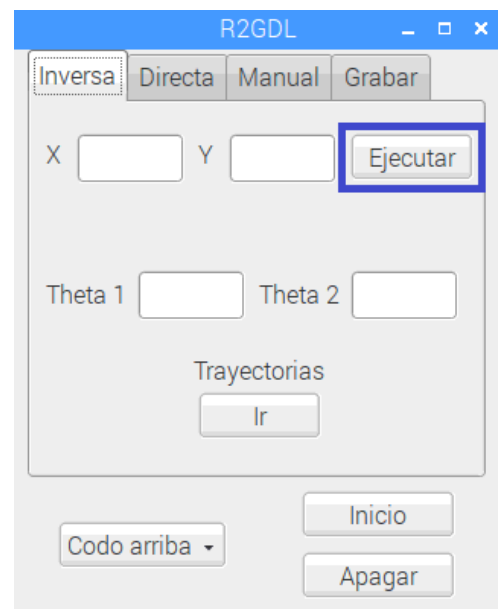 R2GDL
Inversa Directa Manual Grabar
X Y Ejecutar
Theta 1 Theta 2
Trayectorias
Ir
Inicio
Codo arriba
Apagar